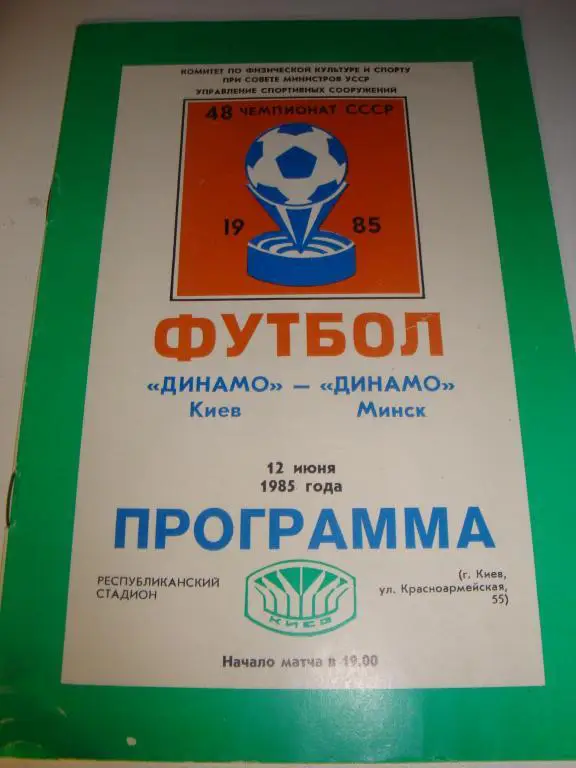 КОМИТЕТ ПО ФИЗИЧЕСКОЙ КУЛЬТУРЕ И СПОРТУ
ПРИ СОВЕТЕ МИНИСТРОВ УССР
УПРАВЛЕНИЕ СПОРТИВНЫХ СООРУЖЕНИЙ
48 ЧЕМПИОНАТ СССР
19 85
ФУТБОЛ
«ДИНАМО» — «ДИНАМО»
Киев Минск
12 июня
1985 года
ПРОГРАММА
РЕСПУБЛИКАНСКИЙ
СТАДИОН
КИЕВ
(г. Киев,
ул. Красноармейская,
55)
Начало матча в 19.00